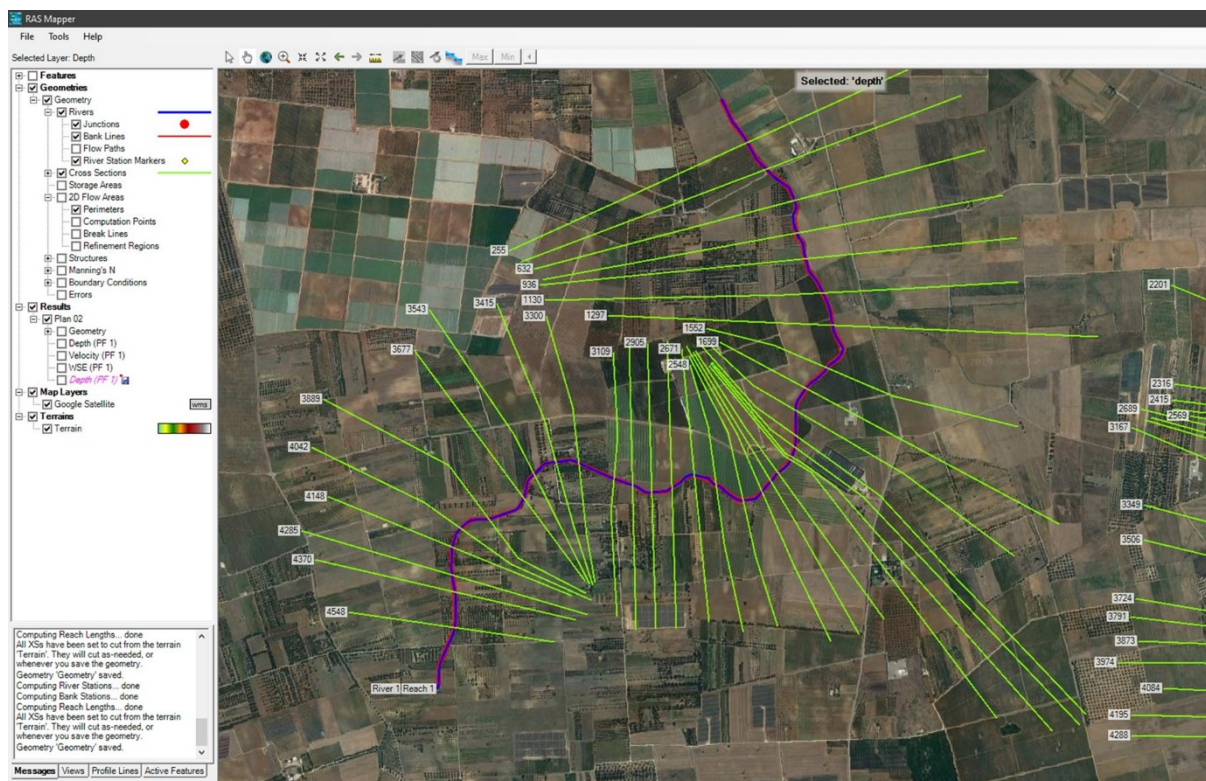 RAS Mapper
File Tools Help
Selected Layer: Depth
Max Min
Features
Geometries
Geometry
Rivers
Junctions
Bank Lines
Flow Paths
River Station Markers
Cross Sections
Storage Areas
2D Flow Areas
Perimeters
Computation Points
Break Lines
Refinement Regions
Structures
Manning's N
Boundary Conditions
Errors
Results
Plan 02
Geometry
Depth (PF 1)
Velocity (PF 1)
WSE (PF 1)
Depth (PF 1)
Map Layers
Google Satellite wms
Terrains
Terrain
Computing Reach Lengths... done
All XSs have been set to cut from the terrain
'Terrain'. They will cut as-needed, or
whenever you save the geometry.
Geometry 'Geometry' saved.
Computing River Stations... done
Computing Bank Stations... done
Computing Reach Lengths... done
All XSs have been set to cut from the terrain
'Terrain'. They will cut as-needed, or
whenever you save the geometry.
Geometry 'Geometry' saved.
Messages Views Profile Lines Active Features
Selected: 'depth'
255
632
936
1130
1297
1552
1699
2548
2671
2905
3109
3300
3415
3543
3677
3889
4042
4148
4285
4370
4548
River 1 Reach 1
2201
2316
2415
2569
2689
3167
3349
3506
3724
3791
3873
3974
4084
4195
4288